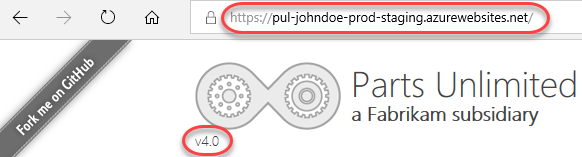 https://pul-johndoe-prod-staging.azurewebsites.net/
Fork me on GitHub
Parts Unlimited
a Fabrikam subsidiary
v4.0